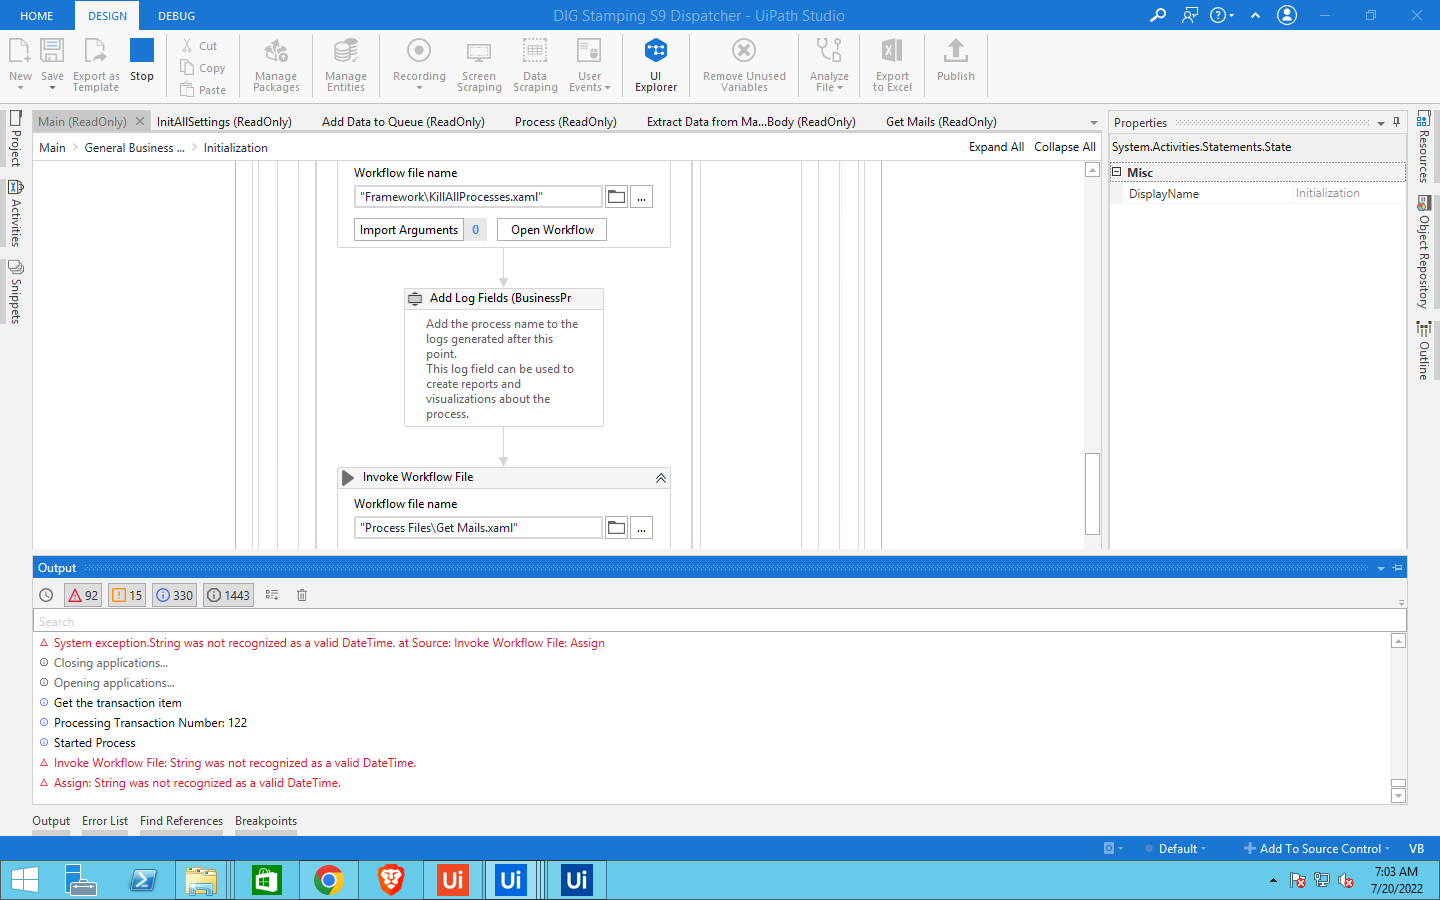 HOME
DESIGN
DEBUG
DIG Stamping S9 Dispatcher - UiPath Studio
New
Save
Export as
Template
Stop
Cut
Copy
Paste
Manage
Packages
Manage
Entities
Recording
Screen
Scraping
Data
Scraping
User
Events
UI
Explorer
Remove Unused
Variables
Analyze
File
Export
to Excel
Publish
Project
Activities
Snippets
Main (ReadOnly)
InitAllSettings (ReadOnly)
Add Data to Queue (ReadOnly)
Process (ReadOnly)
Extract Data from Ma...Body (ReadOnly)
Get Mails (ReadOnly)
Main
General Business ...
Initialization
Expand All
Collapse All
Workflow file name
"Framework\KillAllProcesses.xaml"
...
Import Arguments
0
Open Workflow
Add Log Fields (BusinessPr
Add the process name to the
logs generated after this
point.
This log field can be used to
create reports and
visualizations about the
process.
Invoke Workflow File
Workflow file name
"Process Files\Get Mails.xaml"
...
Properties
System.Activities.Statements.State
Misc
DisplayName
Initialization
Resources
Object Repository
Outline
Output
92
15
330
1443
Search
System exception.String was not recognized as a valid DateTime. at Source: Invoke Workflow File: Assign
Closing applications...
Opening applications...
Get the transaction item
Processing Transaction Number: 122
Started Process
Invoke Workflow File: String was not recognized as a valid DateTime.
Assign: String was not recognized as a valid DateTime.
Output
Error List
Find References
Breakpoints
Default
Add To Source Control
VB
Ui
Ui
Ui
7:03 AM
7/20/2022